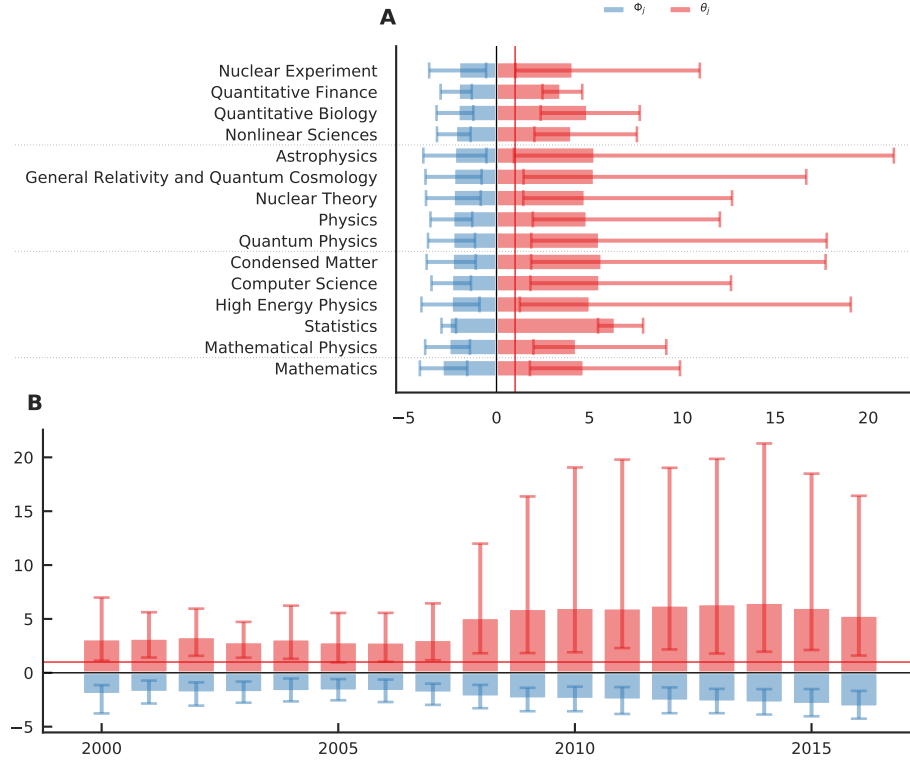 A
Φj θj
Nuclear Experiment
Quantitative Finance
Quantitative Biology
Nonlinear Sciences
Astrophysics
General Relativity and Quantum Cosmology
Nuclear Theory
Physics
Quantum Physics
Condensed Matter
Computer Science
High Energy Physics
Statistics
Mathematical Physics
Mathematics
−5 0 5 10 15 20
B
20
15
10
5
0
−5
2000 2005 2010 2015